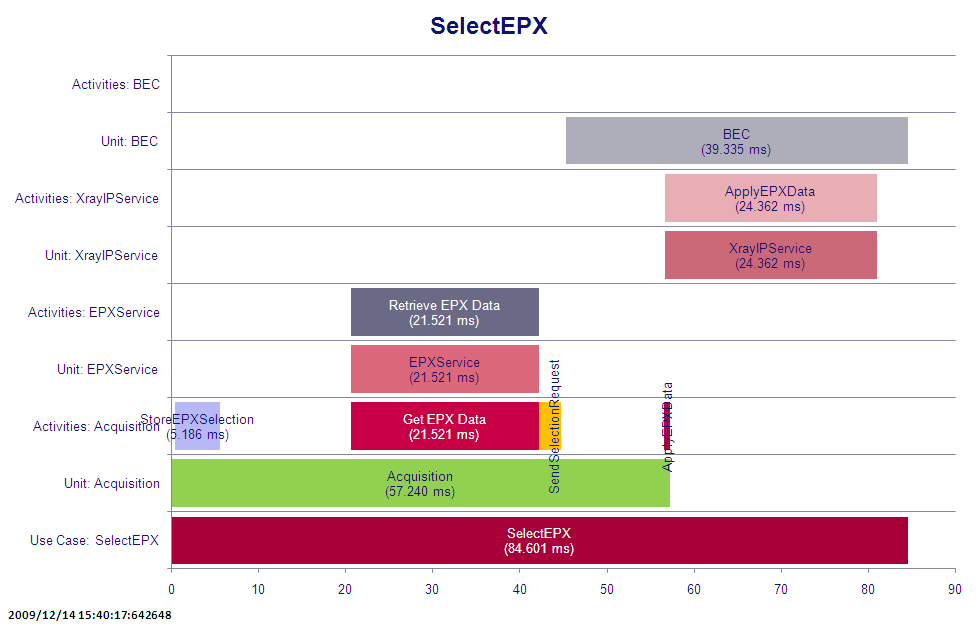 SelectEPX
Activities: BEC
Unit: BEC
BEC
(39.335 ms)
Activities: XrayIPService
ApplyEPXData
(24.362 ms)
Unit: XrayIPService
XrayIPService
(24.362 ms)
Activities: EPXService
Retrieve EPX Data
(21.521 ms)
Unit: EPXService
EPXService
(21.521 ms)
Activities: Acquisition
StoreEPXSelection
(5.186 ms)
Get EPX Data
(21.521 ms)
SendSelectionRequest
ApplyEPXData
Unit: Acquisition
Acquisition
(57.240 ms)
Use Case: SelectEPX
SelectEPX
(84.601 ms)
0 10 20 30 40 50 60 70 80 90
2009/12/14 15:40:17:642648